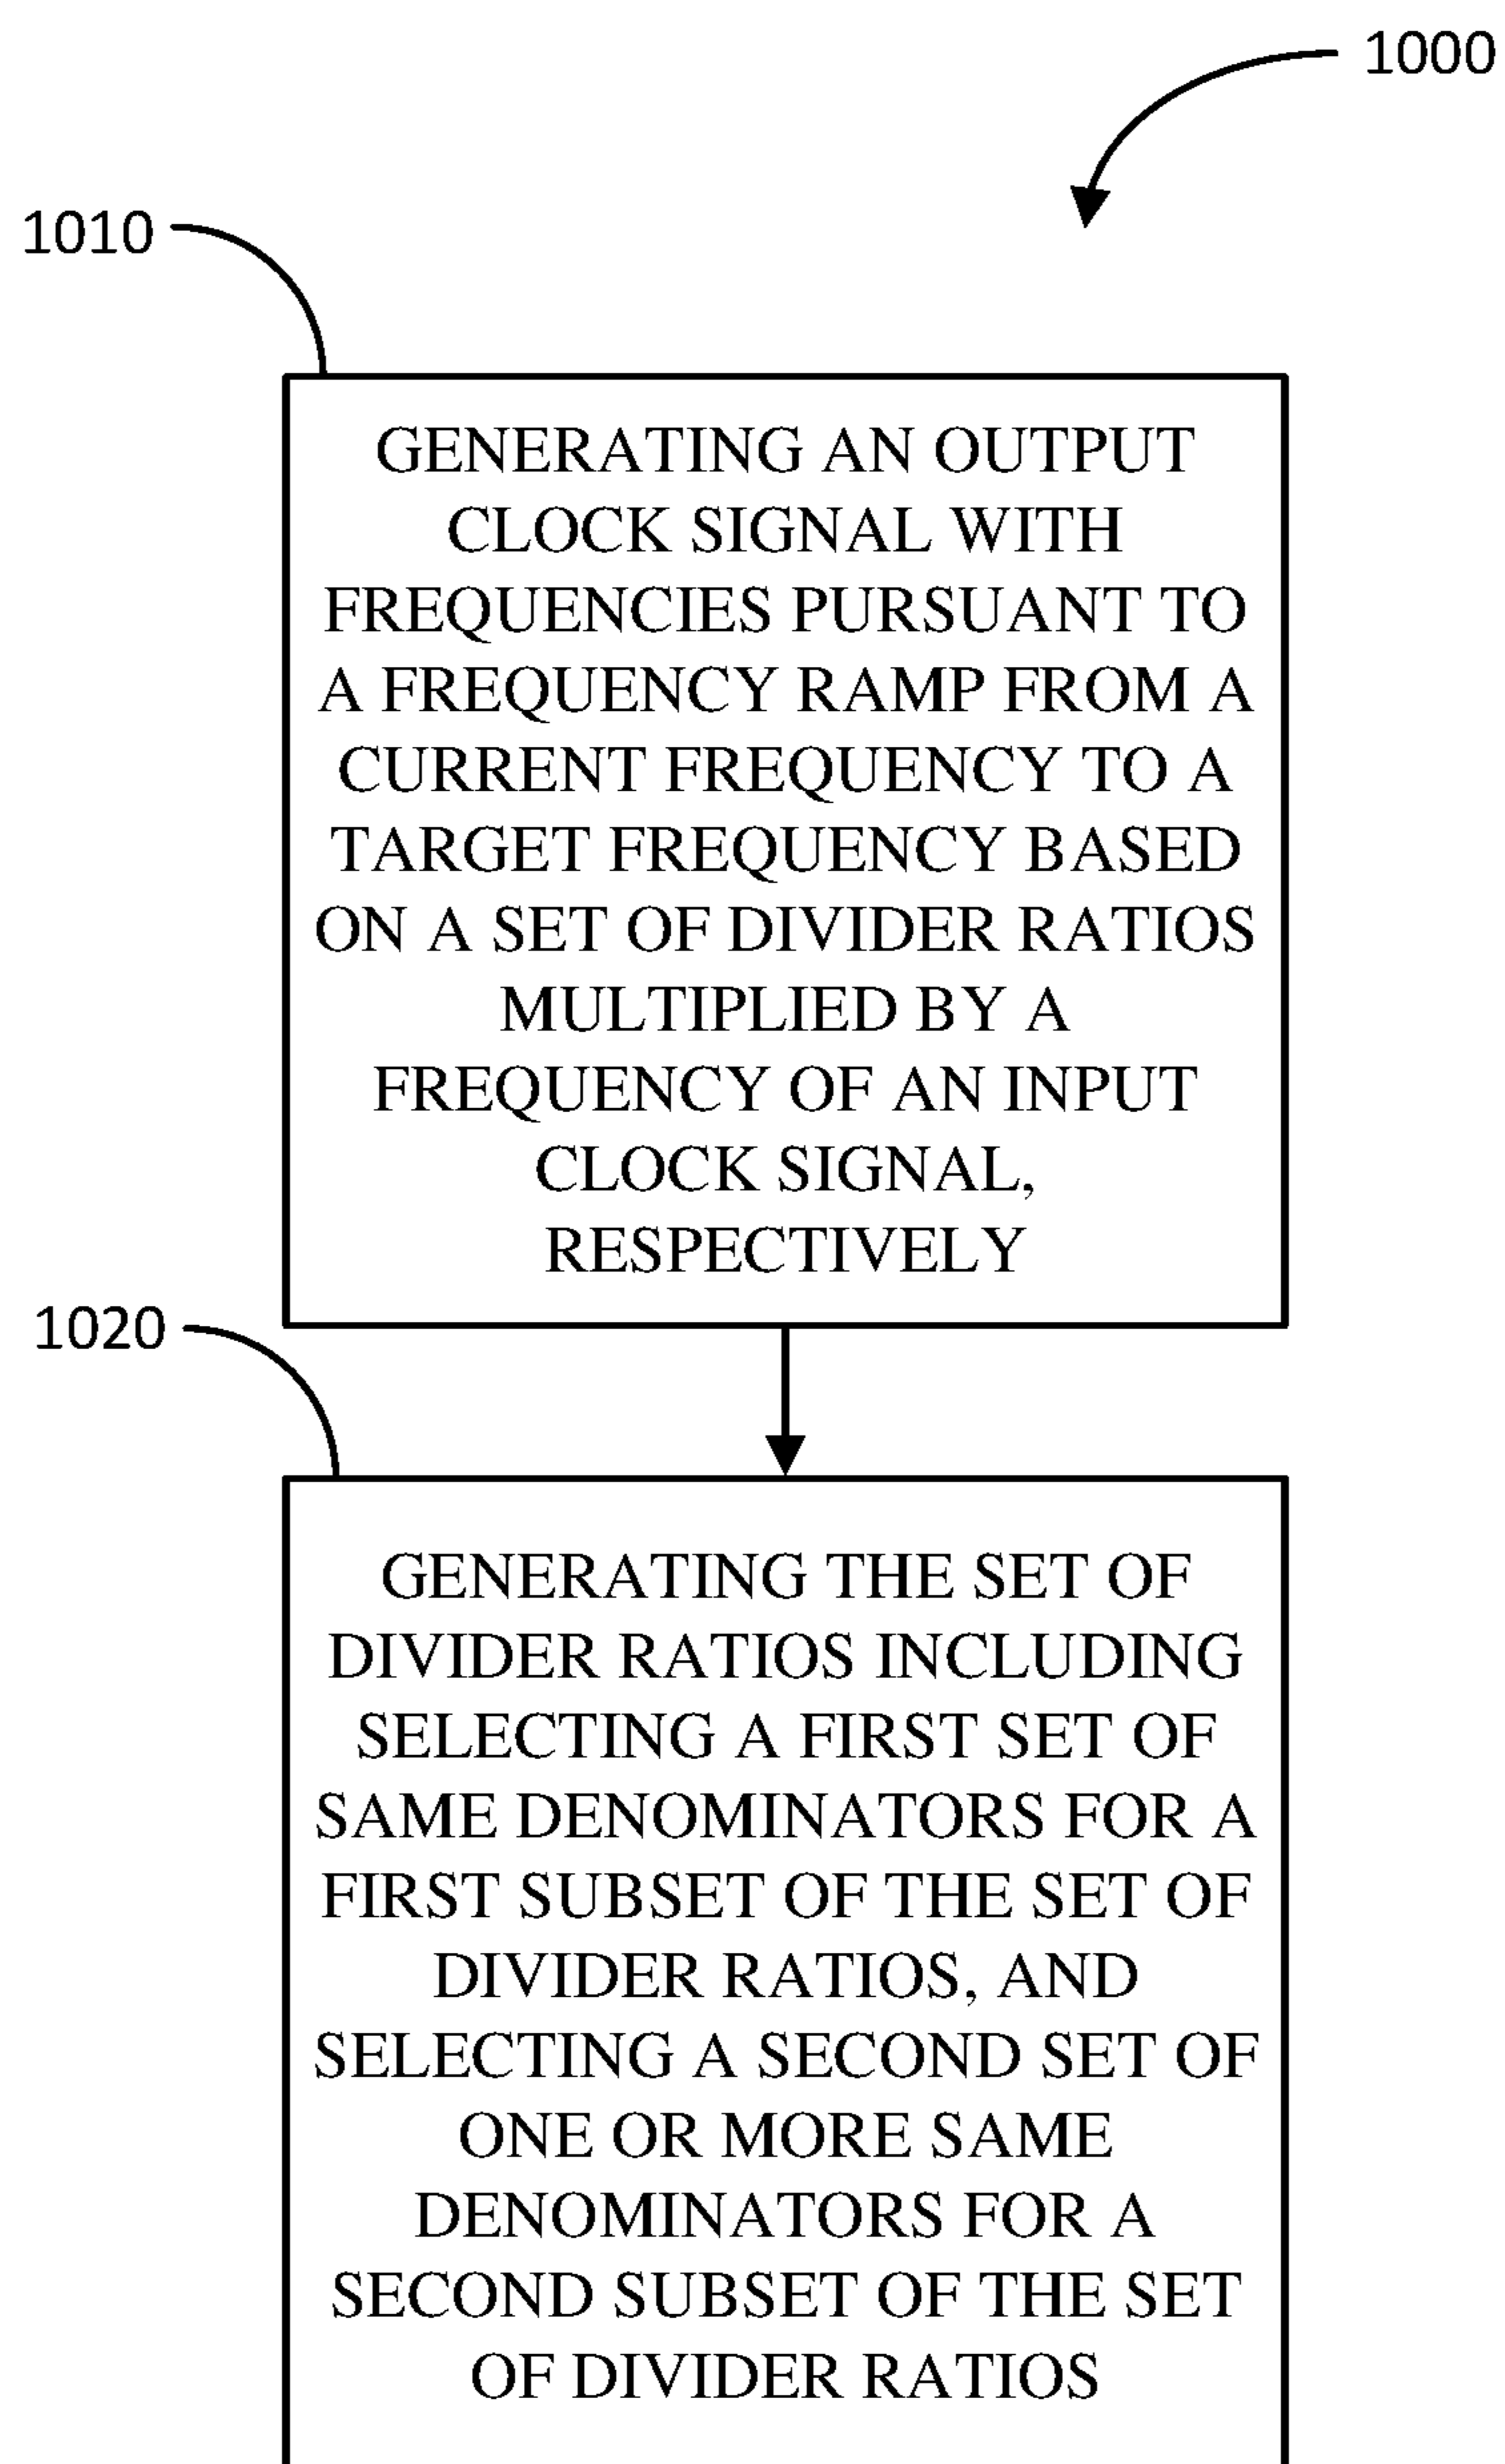 1000
1010
GENERATING AN OUTPUT
CLOCK SIGNAL WITH
FREQUENCIES PURSUANT TO
A FREQUENCY RAMP FROM A
CURRENT FREQUENCY TO A
TARGET FREQUENCY BASED
ON A SET OF DIVIDER RATIOS
MULTIPLIED BY A
FREQUENCY OF AN INPUT
CLOCK SIGNAL,
RESPECTIVELY
1020
GENERATING THE SET OF
DIVIDER RATIOS INCLUDING
SELECTING A FIRST SET OF
SAME DENOMINATORS FOR A
FIRST SUBSET OF THE SET OF
DIVIDER RATIOS, AND
SELECTING A SECOND SET OF
ONE OR MORE SAME
DENOMINATORS FOR A
SECOND SUBSET OF THE SET
OF DIVIDER RATIOS